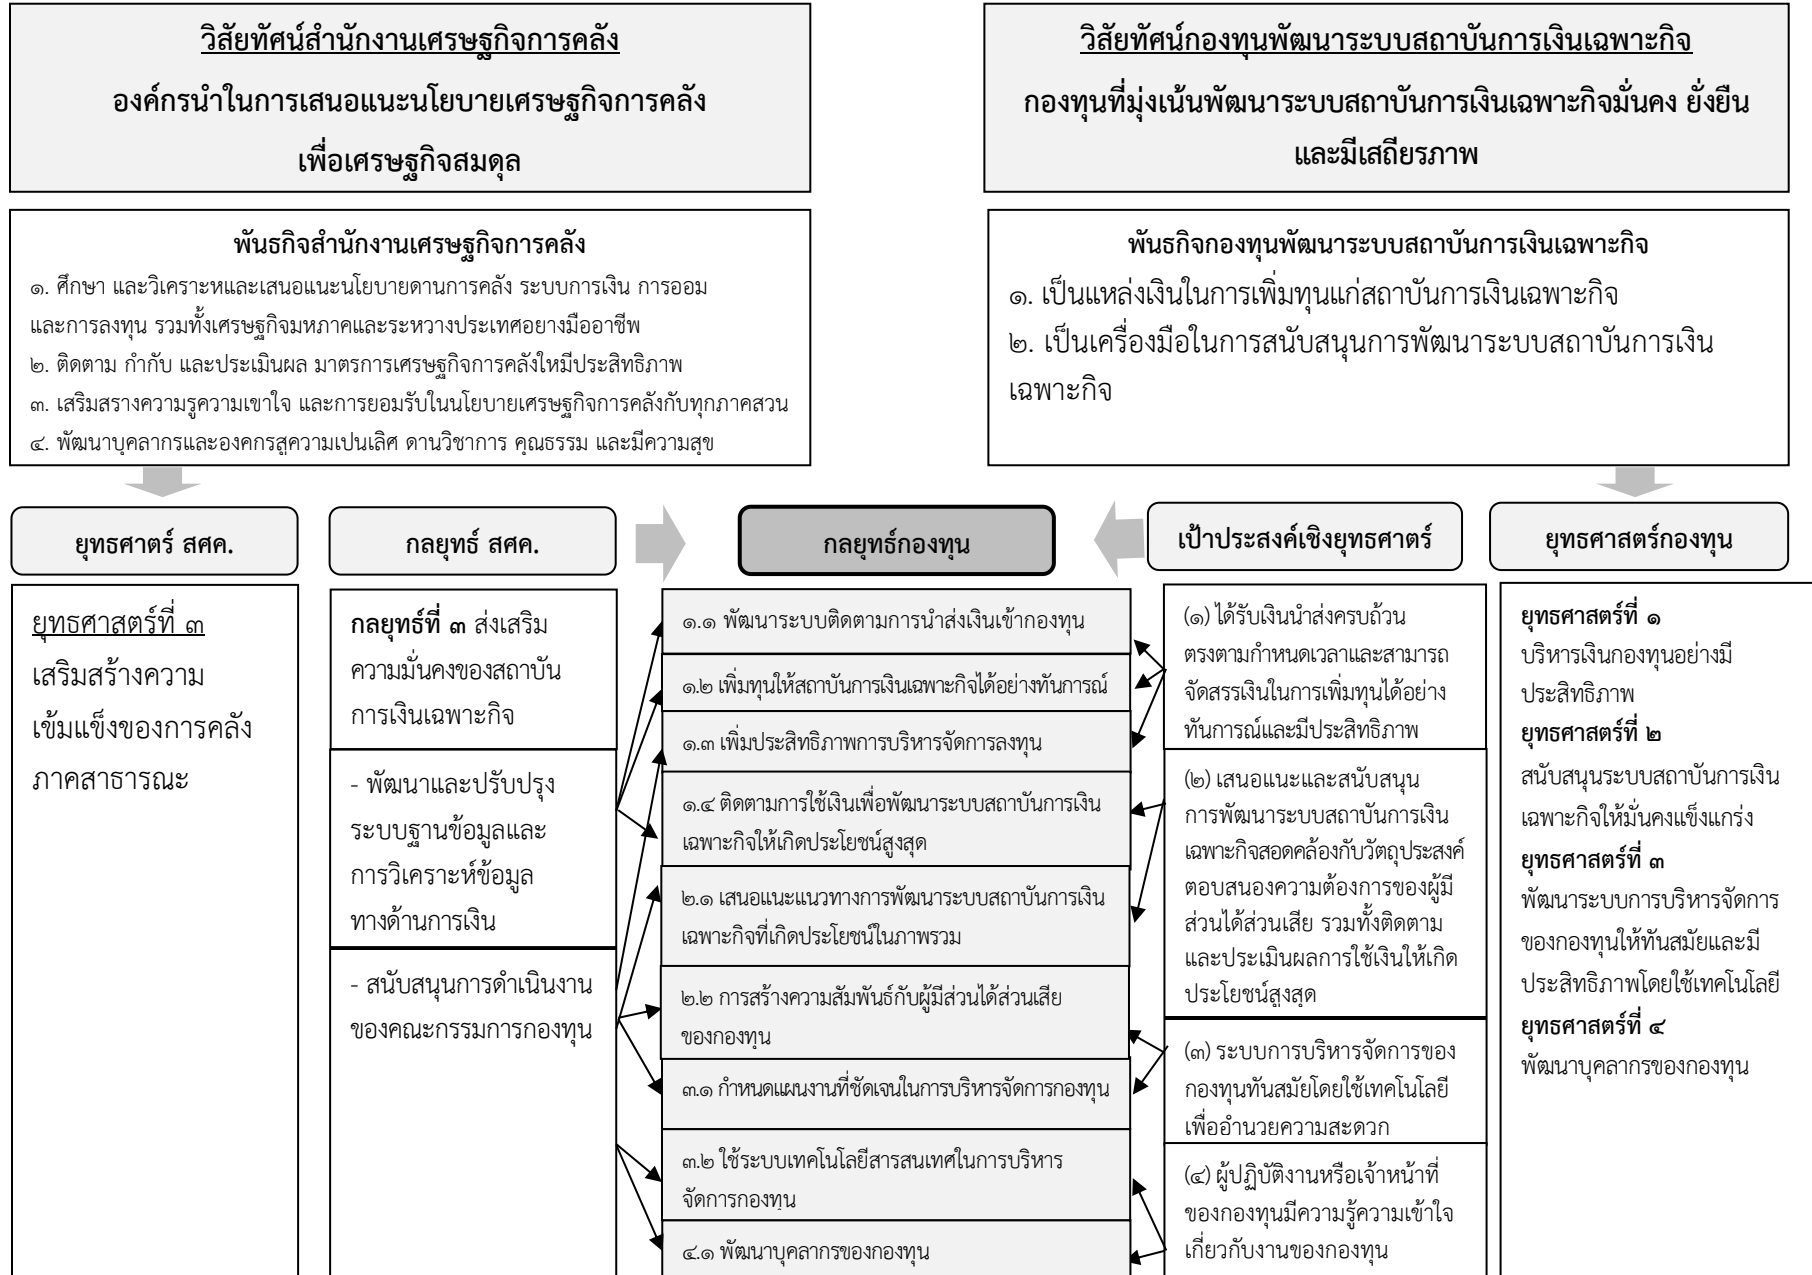 วิสัยทัศน์สำนักงานเศรษฐกิจการคลัง
องค์กรนำในการเสนอแนะนโยบายเศรษฐกิจการคลัง
เพื่อเศรษฐกิจสมดุล
วิสัยทัศน์กองทุนพัฒนาระบบสถาบันการเงินเฉพาะกิจ
กองทุนที่มุ่งเน้นพัฒนาระบบสถาบันการเงินเฉพาะกิจมั่นคง ยั่งยืน
และมีเสถียรภาพ
พันธกิจสำนักงานเศรษฐกิจการคลัง
๑. ศึกษา และวิเคราะหและเสนอแนะนโยบายดานการคลัง ระบบการเงิน การออม
และการลงทุน รวมทั้งเศรษฐกิจมหภาคและระหวางประเทศอยางมืออาชีพ
๒. ติดตาม กำกับ และประเมินผล มาตรการเศรษฐกิจการคลังใหมีประสิทธิภาพ
๓. เสริมสรางความรูความเขาใจ และการยอมรับในนโยบายเศรษฐกิจการคลังกับทุกภาคสวน
๔. พัฒนาบุคลากรและองคกรสูความเปนเลิศ ดานวิชาการ คุณธรรม และมีความสุข
พันธกิจกองทุนพัฒนาระบบสถาบันการเงินเฉพาะกิจ
๑. เป็นแหล่งเงินในการเพิ่มทุนแก่สถาบันการเงินเฉพาะกิจ
๒. เป็นเครื่องมือในการสนับสนุนการพัฒนาระบบสถาบันการเงิน
เฉพาะกิจ
ยุทธศาตร์ สศค.
ยุทธศาสตร์ที่ ๓
เสริมสร้างความ
เข้มแข็งของการคลัง
ภาคสาธารณะ
กลยุทธ์ สศค.
กลยุทธ์ที่ ๓ ส่งเสริม
ความมั่นคงของสถาบัน
การเงินเฉพาะกิจ
- พัฒนาและปรับปรุง
ระบบฐานข้อมูลและ
การวิเคราะห์ข้อมูล
ทางด้านการเงิน
- สนับสนุนการดำเนินงาน
ของคณะกรรมการกองทุน
กลยุทธ์กองทุน
๑.๑ พัฒนาระบบติดตามการนำส่งเงินเข้ากองทุน
๑.๒ เพิ่มทุนให้สถาบันการเงินเฉพาะกิจได้อย่างทันการณ์
๑.๓ เพิ่มประสิทธิภาพการบริหารจัดการลงทุน
๑.๔ ติดตามการใช้เงินเพื่อพัฒนาระบบสถาบันการเงิน
เฉพาะกิจให้เกิดประโยชน์สูงสุด
๒.๑ เสนอแนะแนวทางการพัฒนาระบบสถาบันการเงิน
เฉพาะกิจที่เกิดประโยชน์ในภาพรวม
๒.๒ การสร้างความสัมพันธ์กับผู้มีส่วนได้ส่วนเสีย
ของกองทุน
๓.๑ กำหนดแผนงานที่ชัดเจนในการบริหารจัดการกองทุน
๓.๒ ใช้ระบบเทคโนโลยีสารสนเทศในการบริหาร
จัดการกองทุน
๔.๑ พัฒนาบุคลากรของกองทุน
เป้าประสงค์เชิงยุทธศาตร์
(๑) ได้รับเงินนำส่งครบถ้วน
ตรงตามกำหนดเวลาและสามารถ
จัดสรรเงินในการเพิ่มทุนได้อย่าง
ทันการณ์และมีประสิทธิภาพ
(๒) เสนอแนะและสนับสนุน
การพัฒนาระบบสถาบันการเงิน
เฉพาะกิจสอดคล้องกับวัตถุประสงค์
ตอบสนองความต้องการของผู้มี
ส่วนได้ส่วนเสีย รวมทั้งติดตาม
และประเมินผลการใช้เงินให้เกิด
ประโยชน์สูงสุด
(๓) ระบบการบริหารจัดการของ
กองทุนทันสมัยโดยใช้เทคโนโลยี
เพื่ออำนวยความสะดวก
(๔) ผู้ปฏิบัติงานหรือเจ้าหน้าที่
ของกองทุนมีความรู้ความเข้าใจ
เกี่ยวกับงานของกองทุน
ยุทธศาสตร์กองทุน
ยุทธศาสตร์ที่ ๑
บริหารเงินกองทุนอย่างมี
ประสิทธิภาพ
ยุทธศาสตร์ที่ ๒
สนับสนุนระบบสถาบันการเงิน
เฉพาะกิจให้มั่นคงแข็งแกร่ง
ยุทธศาสตร์ที่ ๓
พัฒนาระบบการบริหารจัดการ
ของกองทุนให้ทันสมัยและมี
ประสิทธิภาพโดยใช้เทคโนโลยี
ยุทธศาสตร์ที่ ๔
พัฒนาบุคลากรของกองทุน